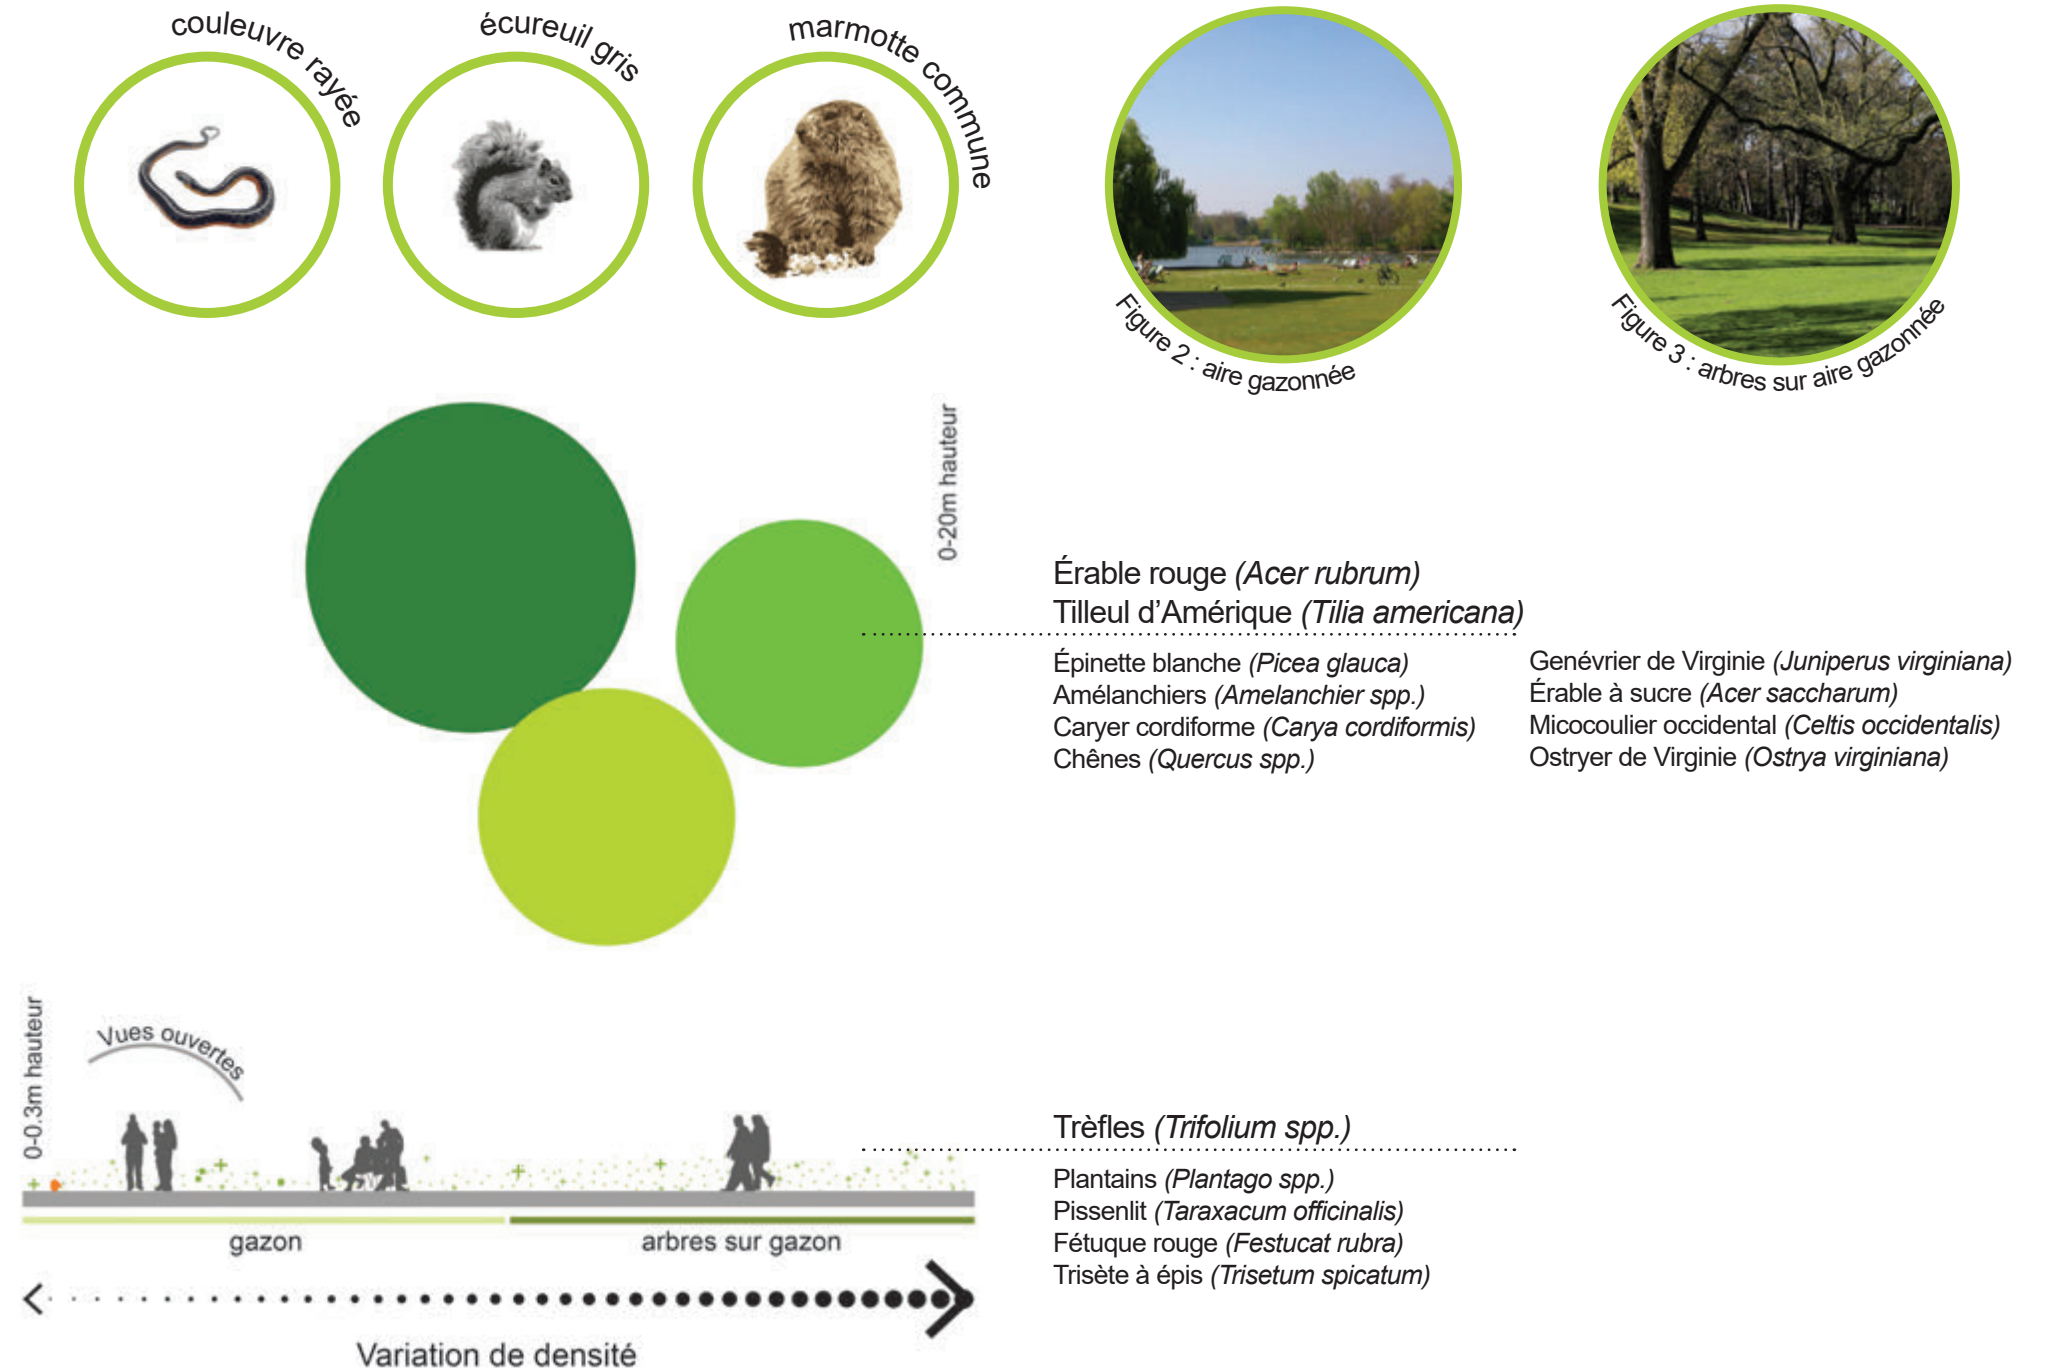 couleuvre rayée
écureuil gris
marmotte commune
Figure 2 : aire gazonnée
Figure 3 : arbres sur aire gazonnée
0-20m hauteur
Érable rouge (Acer rubrum)
Tilleul d'Amérique (Tilia americana)
Épinette blanche (Picea glauca)
Amélanchiers (Amelanchier spp.)
Caryer cordiforme (Carya cordiformis)
Chênes (Quercus spp.)
Genévrier de Virginie (Juniperus virginiana)
Érable à sucre (Acer saccharum)
Micocoulier occidental (Celtis occidentalis)
Ostryer de Virginie (Ostrya virginiana)
0-0.3m hauteur
Vues ouvertes
Trèfles (Trifolium spp.)
Plantains (Plantago spp.)
Pissenlit (Taraxacum officinalis)
Fétuque rouge (Festucat rubra)
Trisète à épis (Trisetum spicatum)
gazon
arbres sur gazon
Variation de densité